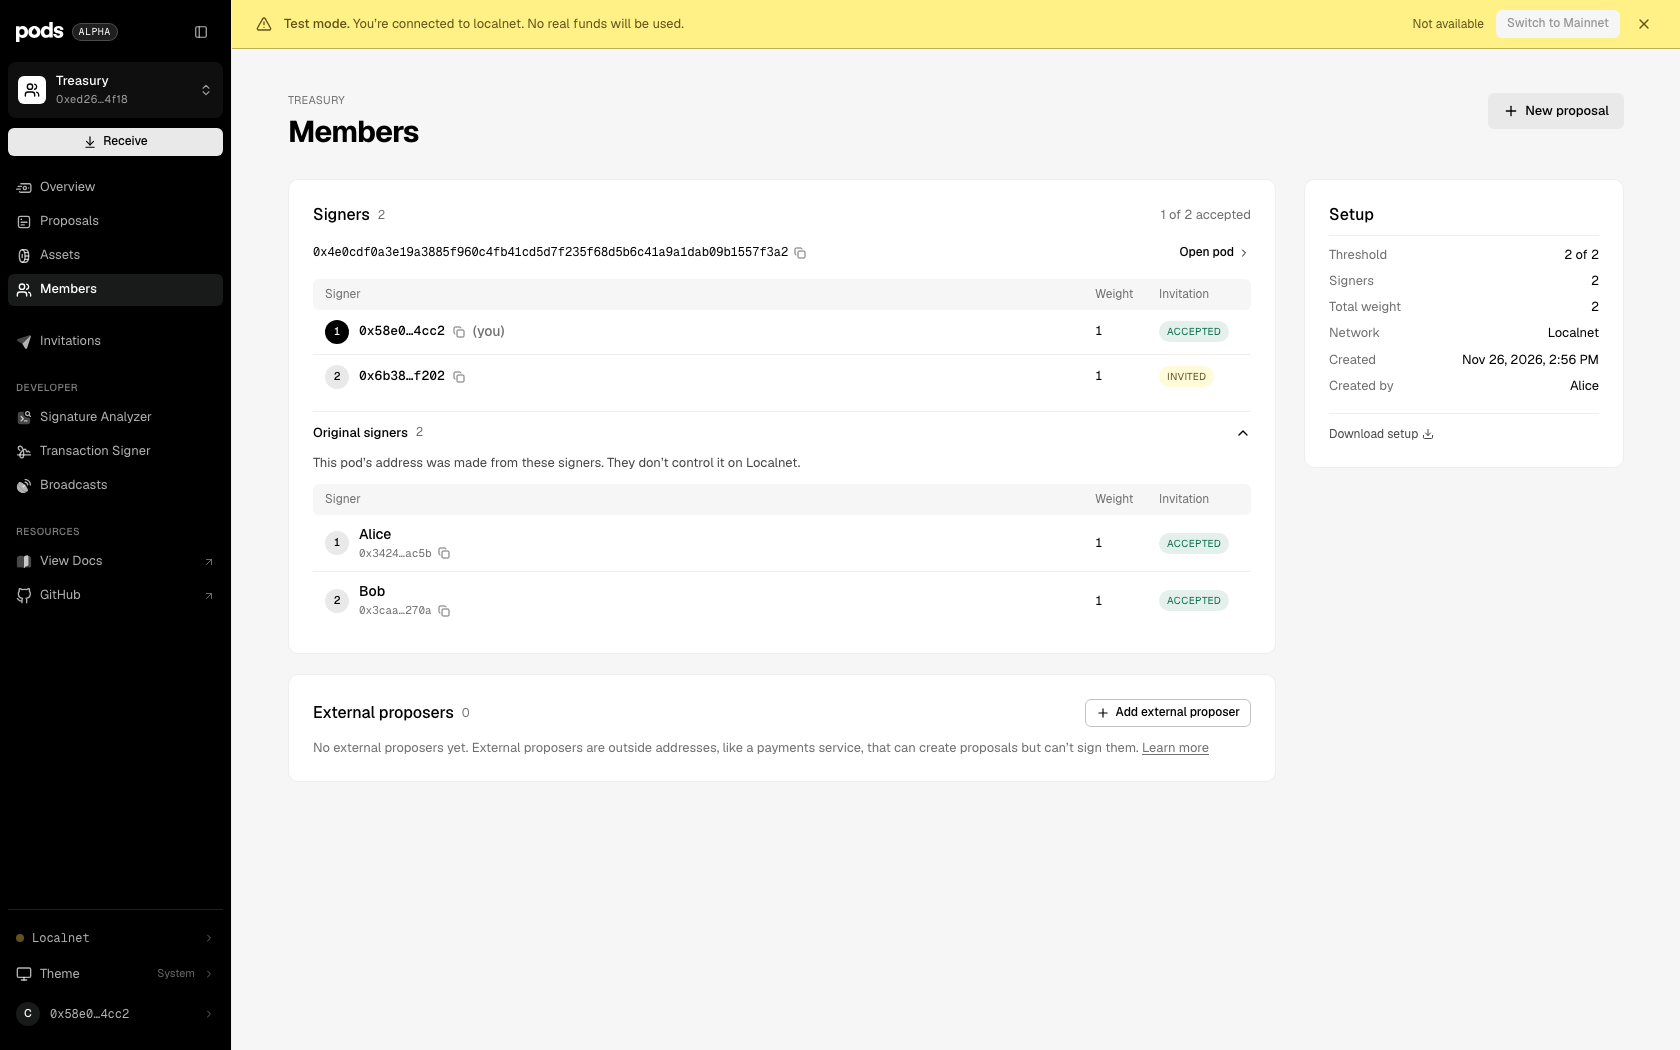 pods ALPHA
Treasury
0xed26…4f18
Receive
Overview
Proposals
Assets
Members
Invitations
DEVELOPER
Signature Analyzer
Transaction Signer
Broadcasts
RESOURCES
View Docs
GitHub
Localnet
Theme System
C 0x58e0…4cc2
Test mode. You’re connected to localnet. No real funds will be used.
Not available Switch to Mainnet
TREASURY
Members
New proposal
Signers 2
1 of 2 accepted
0x4e0cdf0a3e19a3885f960c4fb41cd5d7f235f68d5b6c41a9a1dab09b1557f3a2
Open pod
Signer Weight Invitation
1 0x58e0…4cc2 (you) 1 ACCEPTED
2 0x6b38…f202 1 INVITED
Original signers 2
This pod’s address was made from these signers. They don’t control it on Localnet.
Signer Weight Invitation
1 Alice 1 ACCEPTED
0x3424…ac5b
2 Bob 1 ACCEPTED
0x3caa…270a
External proposers 0
Add external proposer
No external proposers yet. External proposers are outside addresses, like a payments service, that can create proposals but can’t sign them. Learn more
Setup
Threshold 2 of 2
Signers 2
Total weight 2
Network Localnet
Created Nov 26, 2026, 2:56 PM
Created by Alice
Download setup